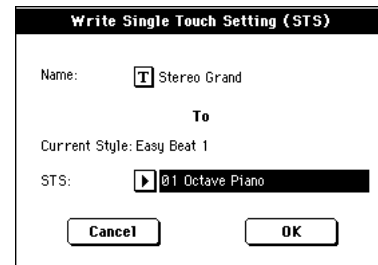 Write Single Touch Setting (STS)
Name: T Stereo Grand
To
Current Style: Easy Beat 1
STS: 01 Octave Piano
Cancel OK